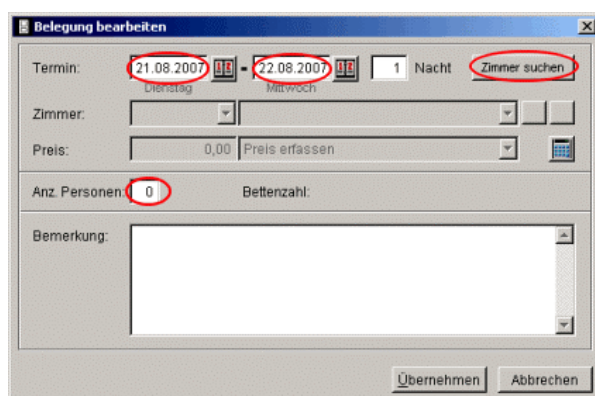 Belegung bearbeiten
Termin: 21.08.2007 - 22.08.2007 1 Nacht Zimmer suchen
Dienstag Mittwoch
Zimmer:
Preis: 0,00 Preis erfassen
Anz. Personen: 0 Bettenzahl:
Bemerkung:
Übernehmen Abbrechen